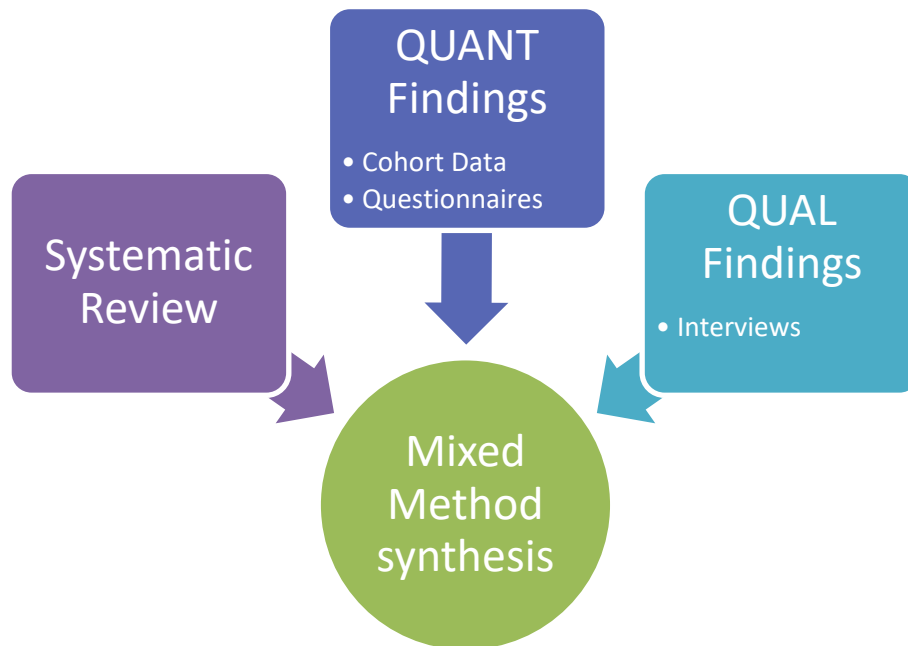 QUANT
Findings
• Cohort Data
• Questionnaires
Systematic
Review
QUAL
Findings
• Interviews
Mixed
Method
synthesis